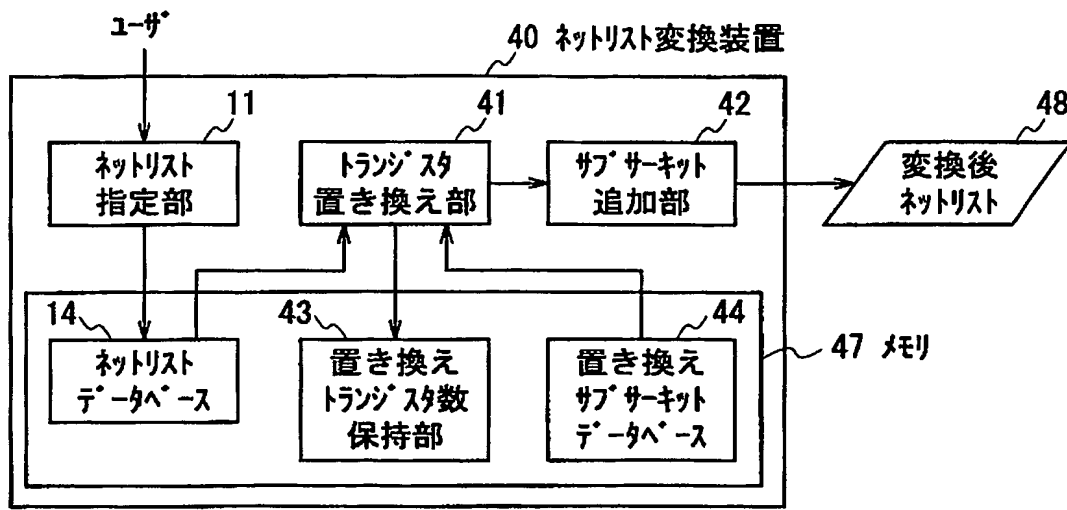 ユーザ
40 ネットリスト変換装置
11
41
42
48
ネットリスト
指定部
トランジスタ
置き換え部
サブサーキット
追加部
変換後
ネットリスト
14
43
44
47 メモリ
ネットリスト
データベース
置き換え
トランジスタ数
保持部
置き換え
サブサーキット
データベース